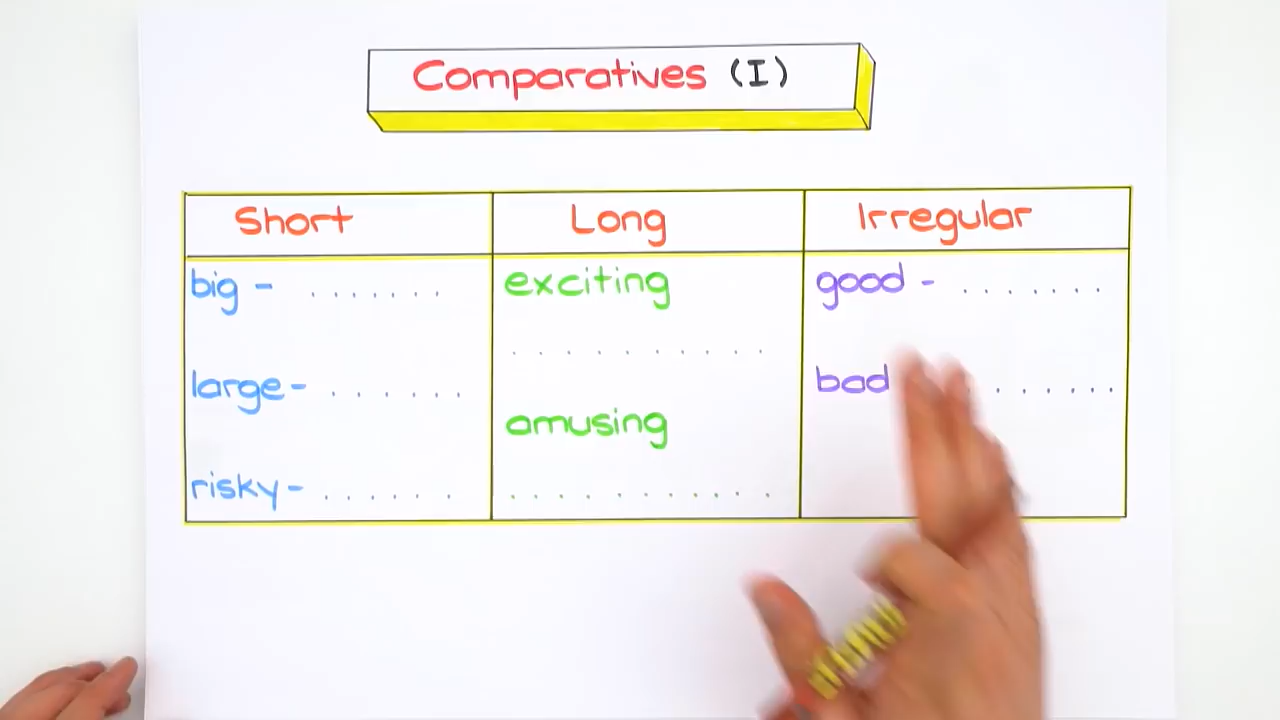 Comparatives (I)
Short Long Irregular
big - ....... exciting good - .......
...........
large - ...... bad .......
amusing
risky - ...... ...........